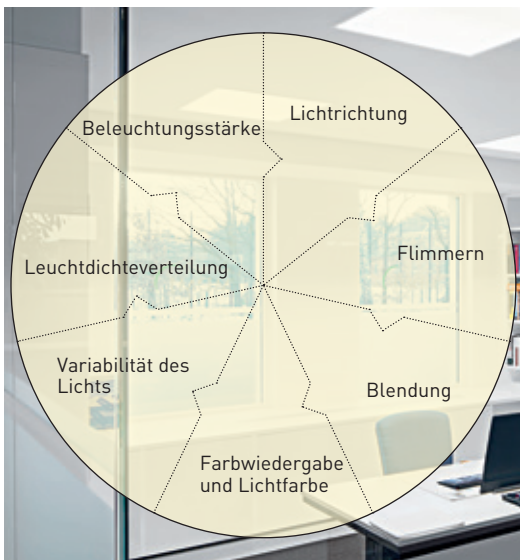 Lichtrichtung
Beleuchtungsstärke
Flimmern
Leuchtdichteverteilung
Variabilität des
Lichts
Blendung
Farbwiedergabe
und Lichtfarbe